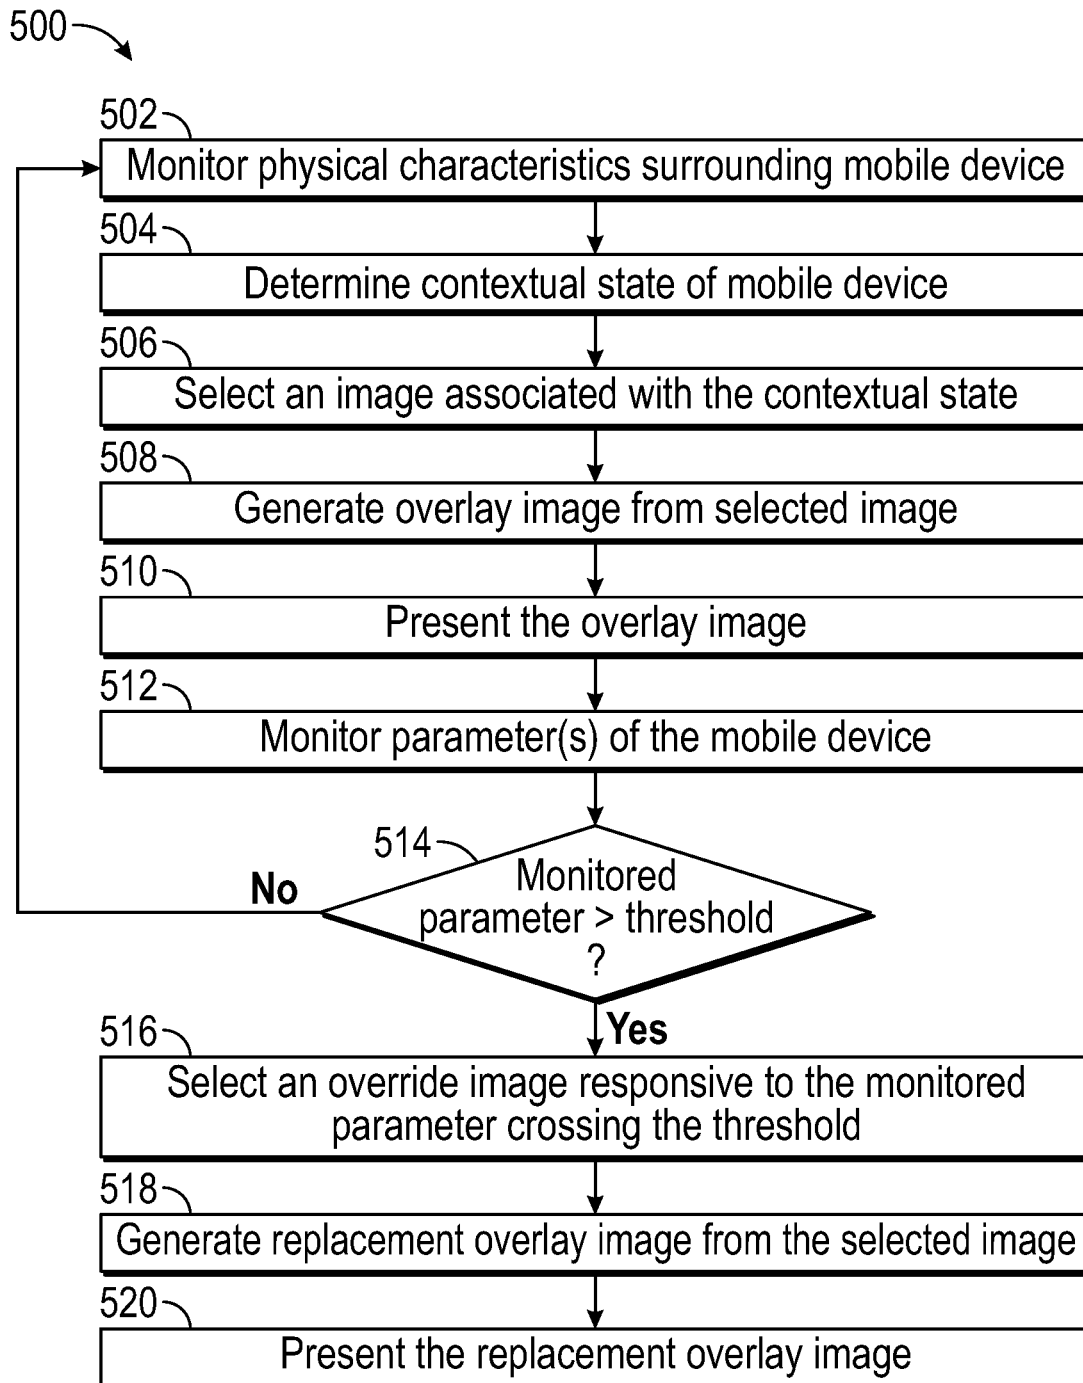 500
502
Monitor physical characteristics surrounding mobile device
504
Determine contextual state of mobile device
506
Select an image associated with the contextual state
508
Generate overlay image from selected image
510
Present the overlay image
512
Monitor parameter(s) of the mobile device
514
Monitored
parameter > threshold
?
No
Yes
516
Select an override image responsive to the monitored
parameter crossing the threshold
518
Generate replacement overlay image from the selected image
520
Present the replacement overlay image